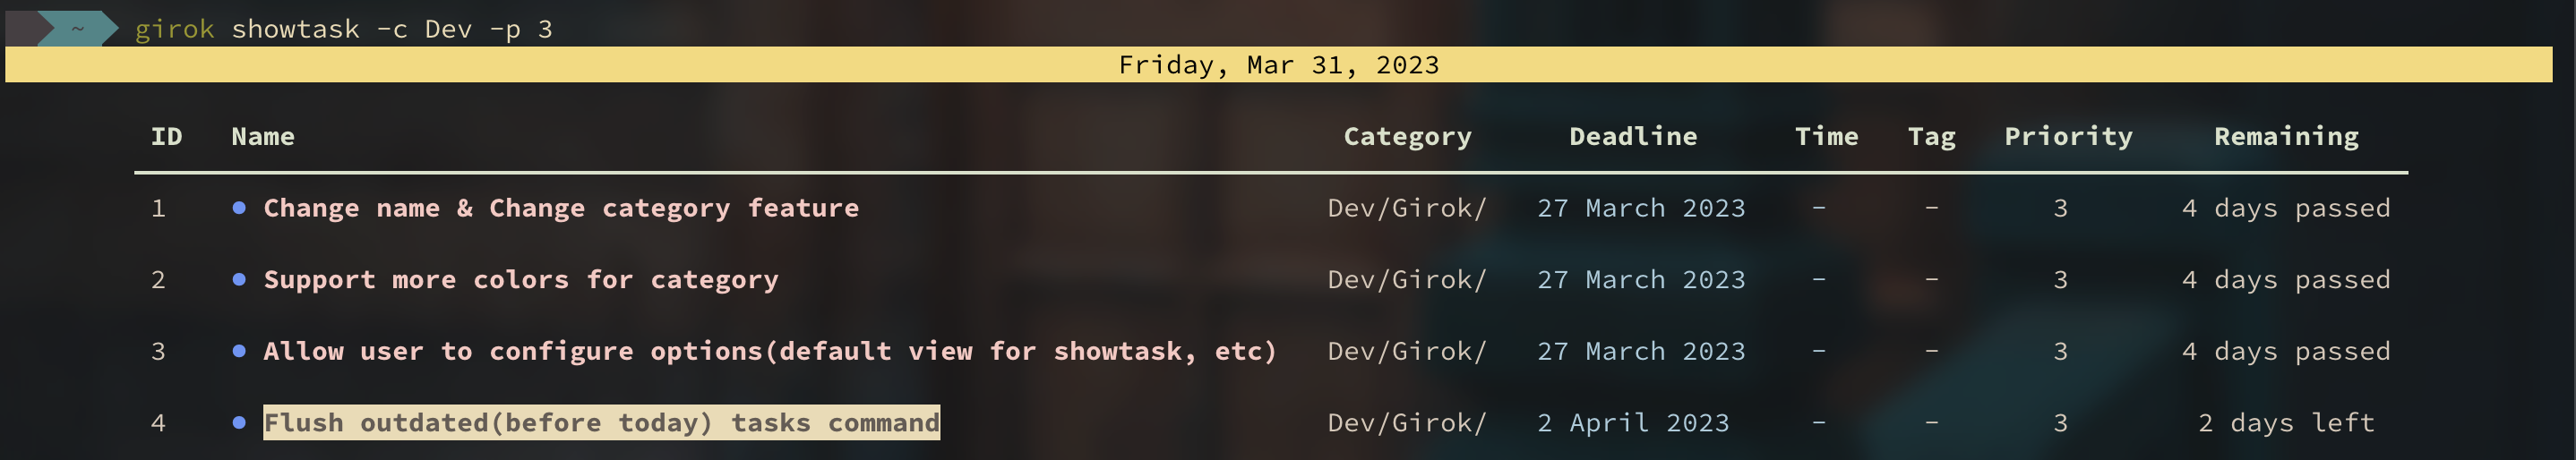 ~ girok showtask -c Dev -p 3
Friday, Mar 31, 2023
ID Name Category Deadline Time Tag Priority Remaining
1 ● Change name & Change category feature Dev/Girok/ 27 March 2023 - - 3 4 days passed
2 ● Support more colors for category Dev/Girok/ 27 March 2023 - - 3 4 days passed
3 ● Allow user to configure options(default view for showtask, etc) Dev/Girok/ 27 March 2023 - - 3 4 days passed
4 ● Flush outdated(before today) tasks command Dev/Girok/ 2 April 2023 - - 3 2 days left